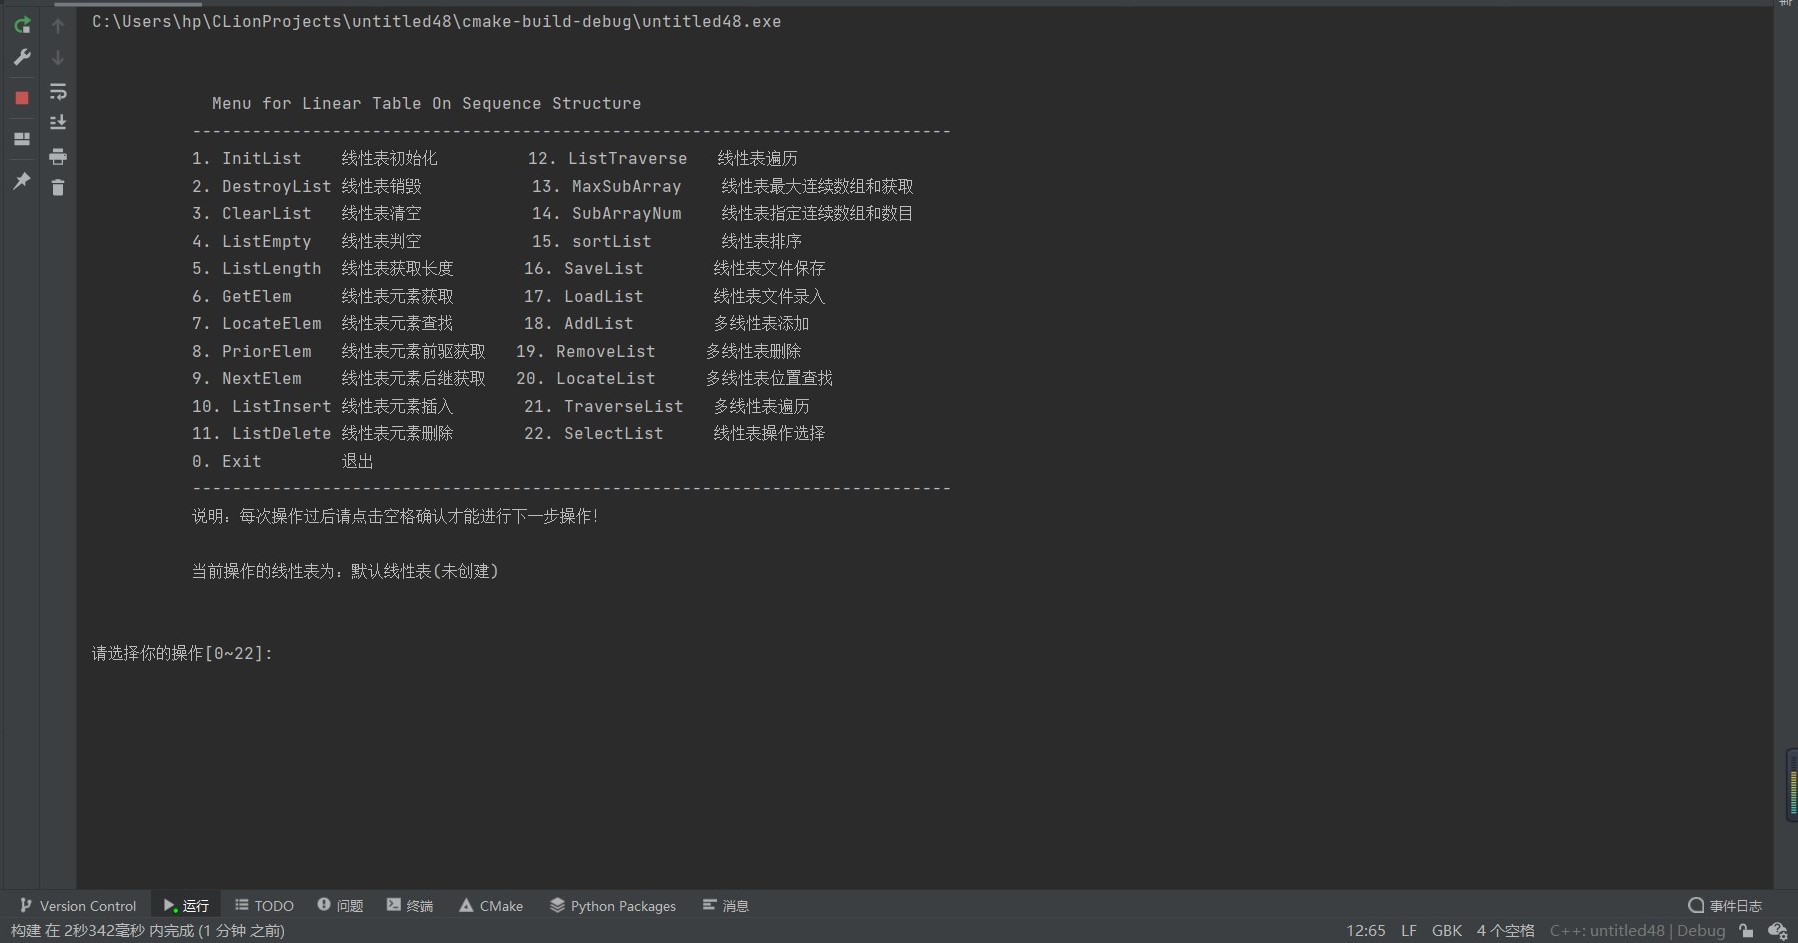 C:\Users\hp\CLionProjects\untitled48\cmake-build-debug\untitled48.exe
Menu for Linear Table On Sequence Structure
----------------------------------------------------------------------------
1. InitList 线性表初始化 12. ListTraverse 线性表遍历
2. DestroyList 线性表销毁 13. MaxSubArray 线性表最大连续数组和获取
3. ClearList 线性表清空 14. SubArrayNum 线性表指定连续数组和数目
4. ListEmpty 线性表判空 15. sortList 线性表排序
5. ListLength 线性表获取长度 16. SaveList 线性表文件保存
6. GetElem 线性表元素获取 17. LoadList 线性表文件录入
7. LocateElem 线性表元素查找 18. AddList 多线性表添加
8. PriorElem 线性表元素前驱获取 19. RemoveList 多线性表删除
9. NextElem 线性表元素后继获取 20. LocateList 多线性表位置查找
10. ListInsert 线性表元素插入 21. TraverseList 多线性表遍历
11. ListDelete 线性表元素删除 22. SelectList 线性表操作选择
0. Exit 退出
----------------------------------------------------------------------------
说明：每次操作过后请点击空格确认才能进行下一步操作！
当前操作的线性表为：默认线性表(未创建)
请选择你的操作[0~22]:
Version Control 运行 TODO 问题 终端 CMake Python Packages 消息 事件日志
构建 在 2秒342毫秒 内完成 (1 分钟 之前) 12:65 LF GBK 4 个空格 C++: untitled48 | Debug